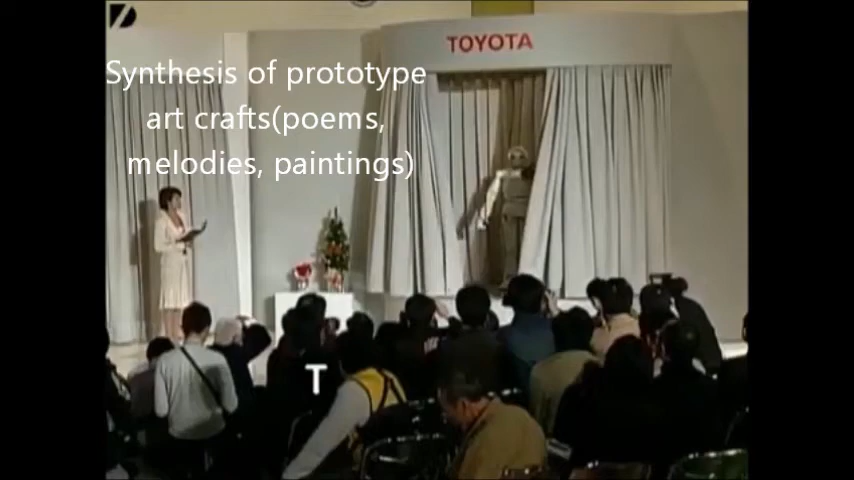 TOYOTA
Synthesis of prototype
art crafts(poems,
melodies, paintings)
T